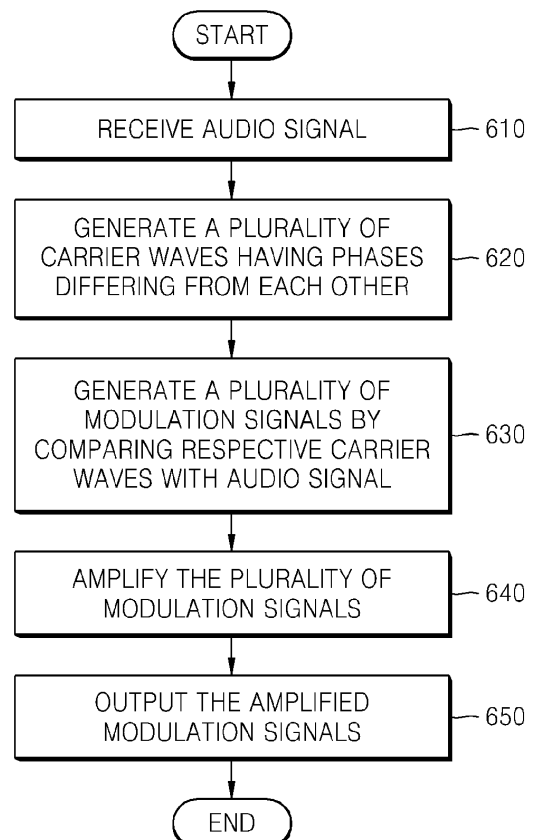 START
RECEIVE AUDIO SIGNAL
610
GENERATE A PLURALITY OF
CARRIER WAVES HAVING PHASES
DIFFERING FROM EACH OTHER
620
GENERATE A PLURALITY OF
MODULATION SIGNALS BY
COMPARING RESPECTIVE CARRIER
WAVES WITH AUDIO SIGNAL
630
AMPLIFY THE PLURALITY OF
MODULATION SIGNALS
640
OUTPUT THE AMPLIFIED
MODULATION SIGNALS
650
END